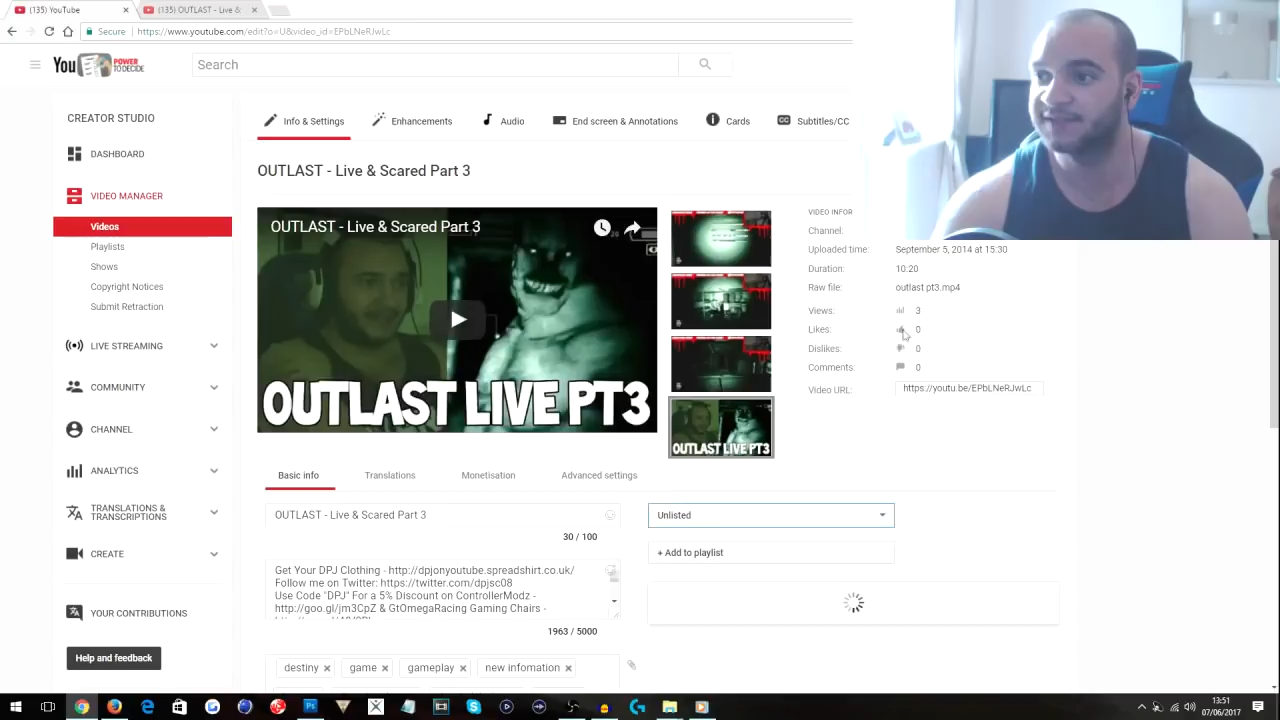 (135) YouTube
(135) OUTLAST - Live &
Secure
https://www.youtube.com/edit?o=U&video_id=EPbLNeRJwLc
You
POWER
TO DECIDE
Search
CREATOR STUDIO
DASHBOARD
VIDEO MANAGER
Videos
Playlists
Shows
Copyright Notices
Submit Retraction
LIVE STREAMING
COMMUNITY
CHANNEL
ANALYTICS
TRANSLATIONS &
TRANSCRIPTIONS
CREATE
YOUR CONTRIBUTIONS
Help and feedback
Info & Settings
Enhancements
Audio
End screen & Annotations
Cards
CC
Subtitles/CC
OUTLAST - Live & Scared Part 3
OUTLAST - Live & Scared Part 3
OUTLAST LIVE PT3
OUTLAST LIVE PT3
VIDEO INFOR
Channel:
Uploaded time: September 5, 2014 at 15:30
Duration: 10:20
Raw file: outlast pt3.mp4
Views: 3
Likes: 0
Dislikes: 0
Comments: 0
Video URL: https://youtu.be/EPbLNeRJwLc
Basic info
Translations
Monetisation
Advanced settings
OUTLAST - Live & Scared Part 3
30 / 100
Get Your DPJ Clothing - http://dpjonyoutube.spreadshirt.co.uk/
Follow me on Twitter: https://twitter.com/dpjsc08
Use Code "DPJ" For a 5% Discount on ControllerModz -
http://goo.gl/jm3CpZ & GtOmegaRacing Gaming Chairs -
1963 / 5000
destiny
game
gameplay
new infomation
Unlisted
+ Add to playlist
13:51
07/06/2017